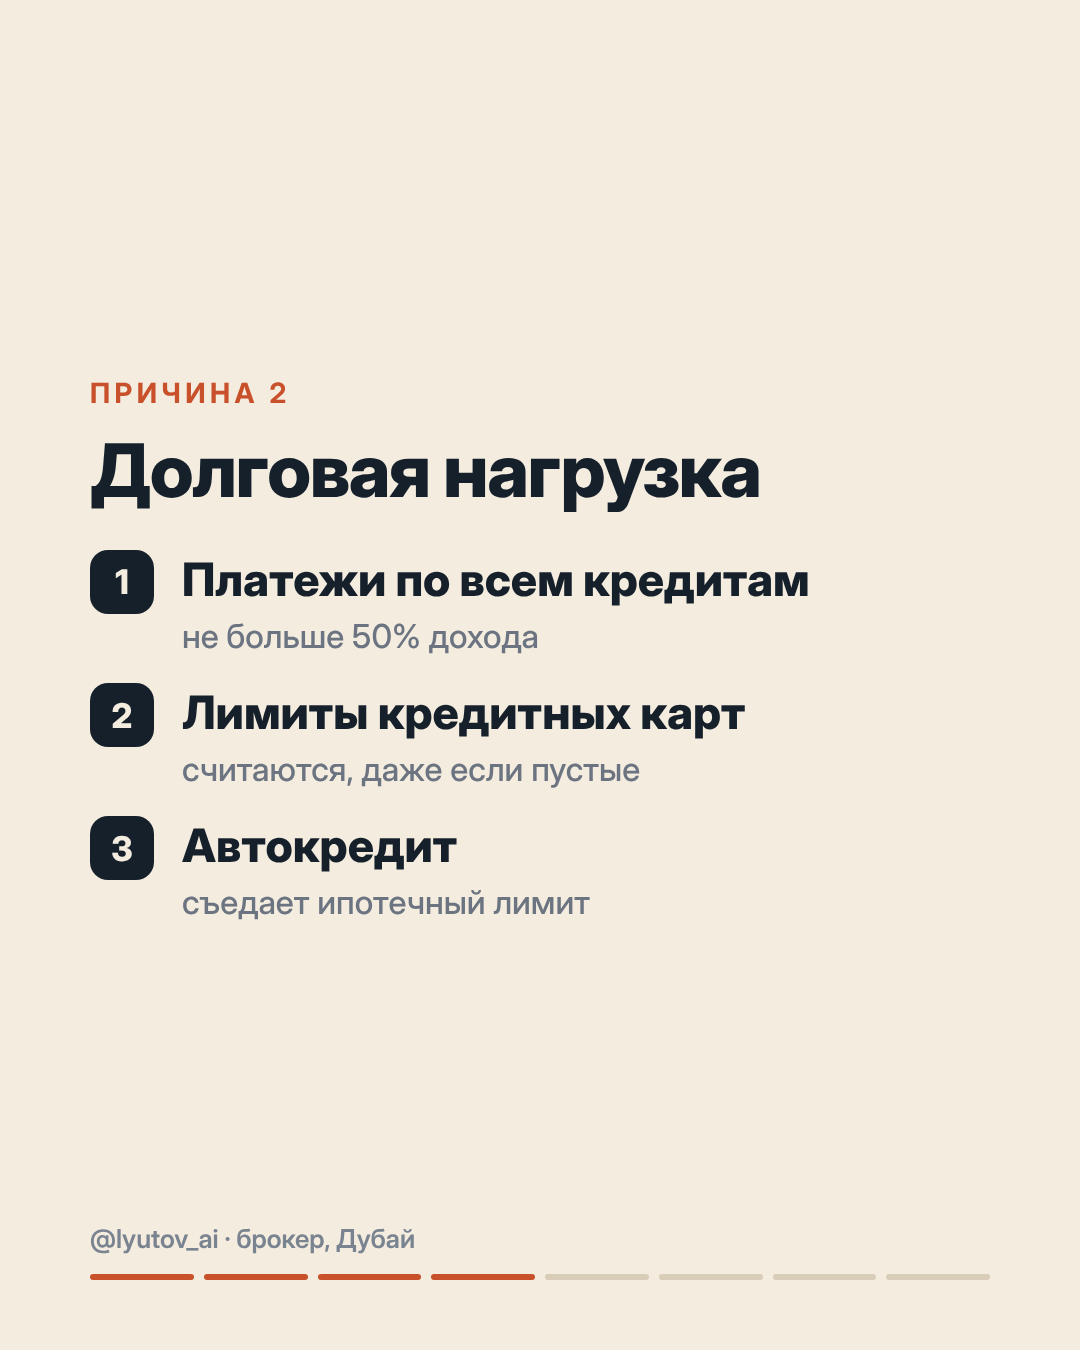 ПРИЧИНА 2
Долговая нагрузка
1 Платежи по всем кредитам
не больше 50% дохода
2 Лимиты кредитных карт
считаются, даже если пустые
3 Автокредит
съедает ипотечный лимит
@lyutov_ai · брокер, Дубай